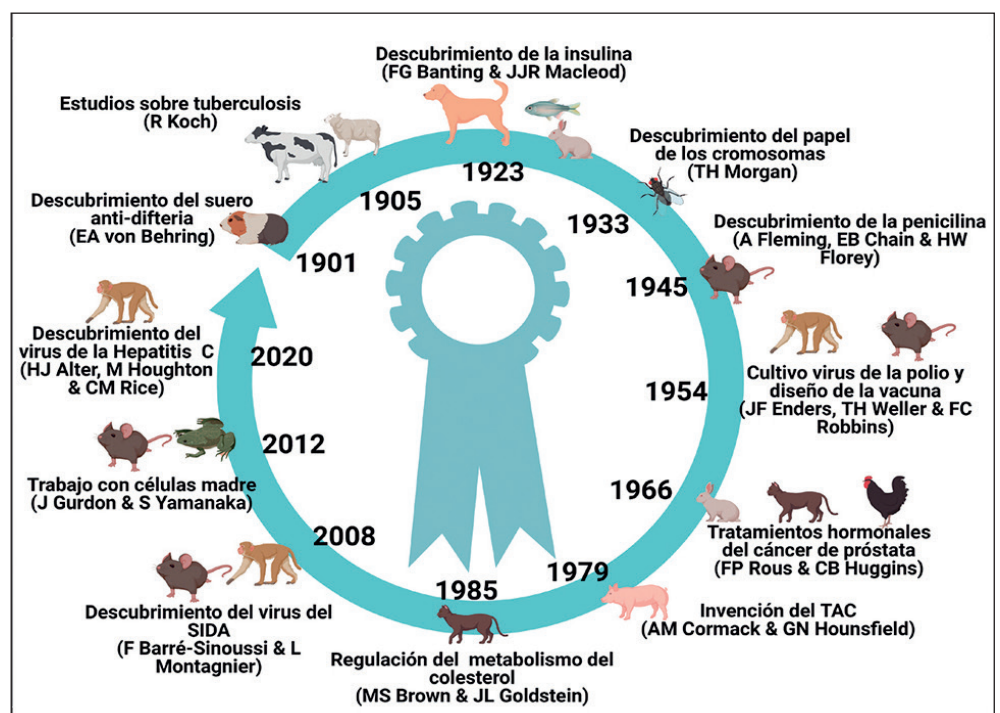 Descubrimiento de la insulina
(FG Banting & JJR Macleod)
Estudios sobre tuberculosis
(R Koch)
Descubrimiento del papel
de los cromosomas
(TH Morgan)
1923
1905
1933
Descubrimiento del suero
anti-difteria
(EA von Behring)
1901
Descubrimiento de la penicilina
(A Fleming, EB Chain & HW
Florey)
1945
Descubrimiento del
virus de la Hepatitis C
(HJ Alter, M Houghton
& CM Rice)
2020
1954
Cultivo virus de la polio y
diseño de la vacuna
(JF Enders, TH Weller & FC
Robbins)
2012
Trabajo con células madre
(J Gurdon & S Yamanaka)
1966
Tratamientos hormonales
del cáncer de próstata
(FP Rous & CB Huggins)
2008
1979
1985
Descubrimiento del virus del
SIDA
(F Barré-Sinoussi & L
Montagnier)
Invención del TAC
(AM Cormack & GN Hounsfield)
Regulación del metabolismo del
colesterol
(MS Brown & JL Goldstein)